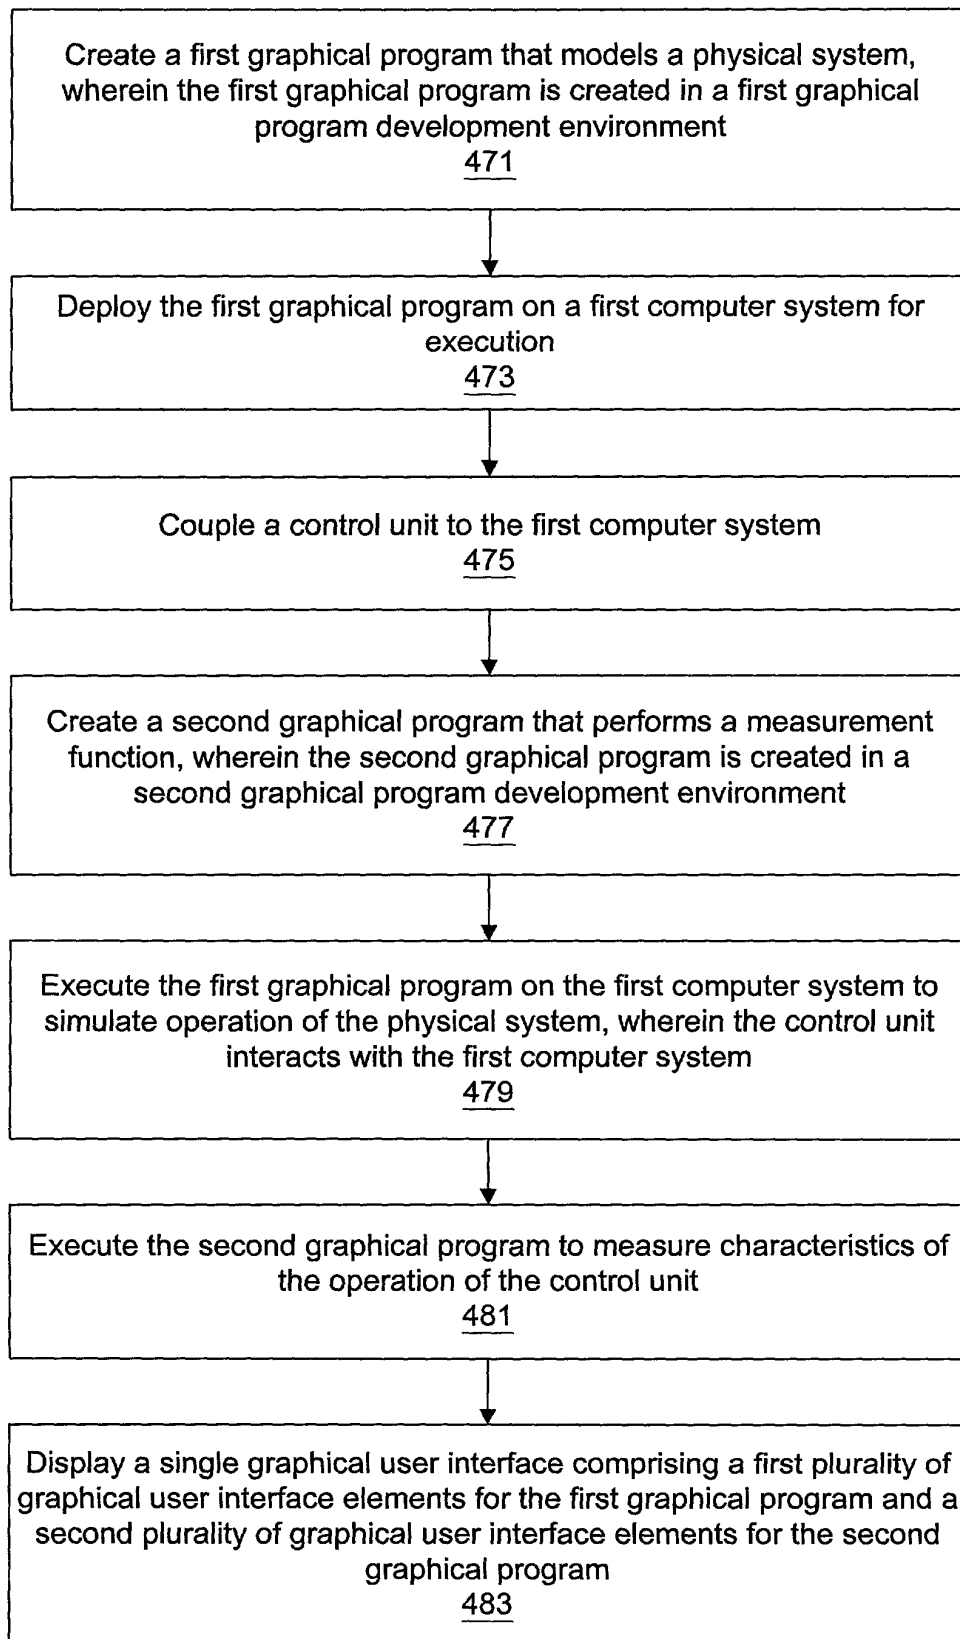 Create a first graphical program that models a physical system,
wherein the first graphical program is created in a first graphical
program development environment
471
Deploy the first graphical program on a first computer system for
execution
473
Couple a control unit to the first computer system
475
Create a second graphical program that performs a measurement
function, wherein the second graphical program is created in a
second graphical program development environment
477
Execute the first graphical program on the first computer system to
simulate operation of the physical system, wherein the control unit
interacts with the first computer system
479
Execute the second graphical program to measure characteristics of
the operation of the control unit
481
Display a single graphical user interface comprising a first plurality of
graphical user interface elements for the first graphical program and a
second plurality of graphical user interface elements for the second
graphical program
483